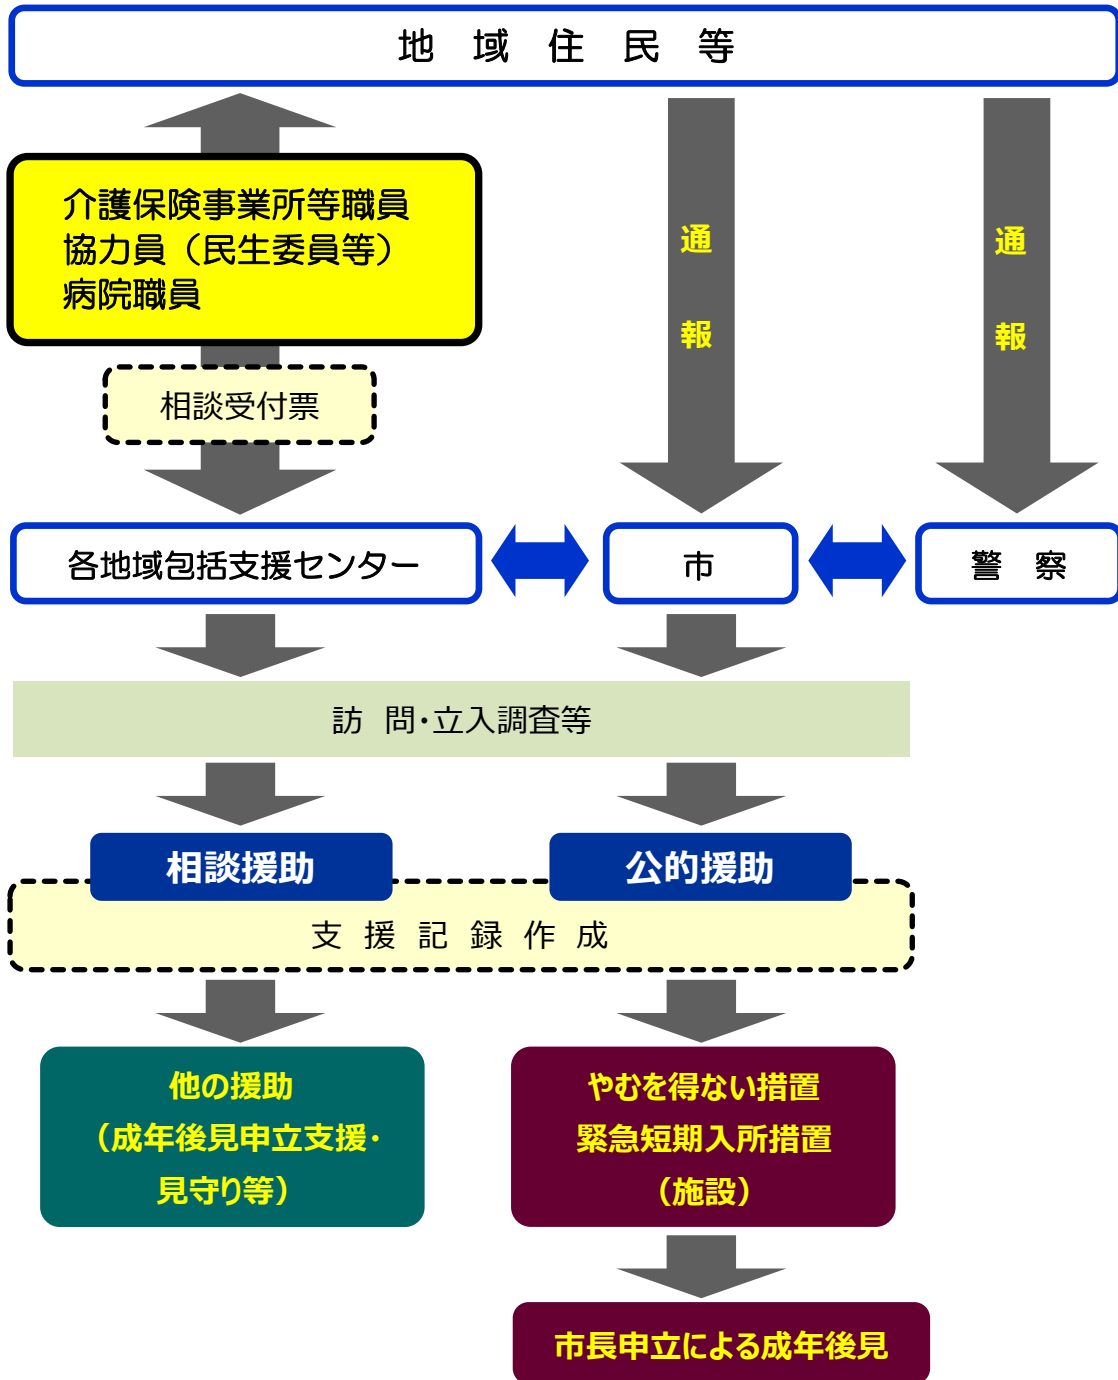 地 域 住 民 等
介護保険事業所等職員
協力員（民生委員等）
病院職員
通報
通報
相談受付票
各地域包括支援センター
市
警 察
訪 問・立入調査等
相談援助
公的援助
支 援 記 録 作 成
他の援助
（成年後見申立支援・
見守り等）
やむを得ない措置
緊急短期入所措置
（施設）
市長申立による成年後見